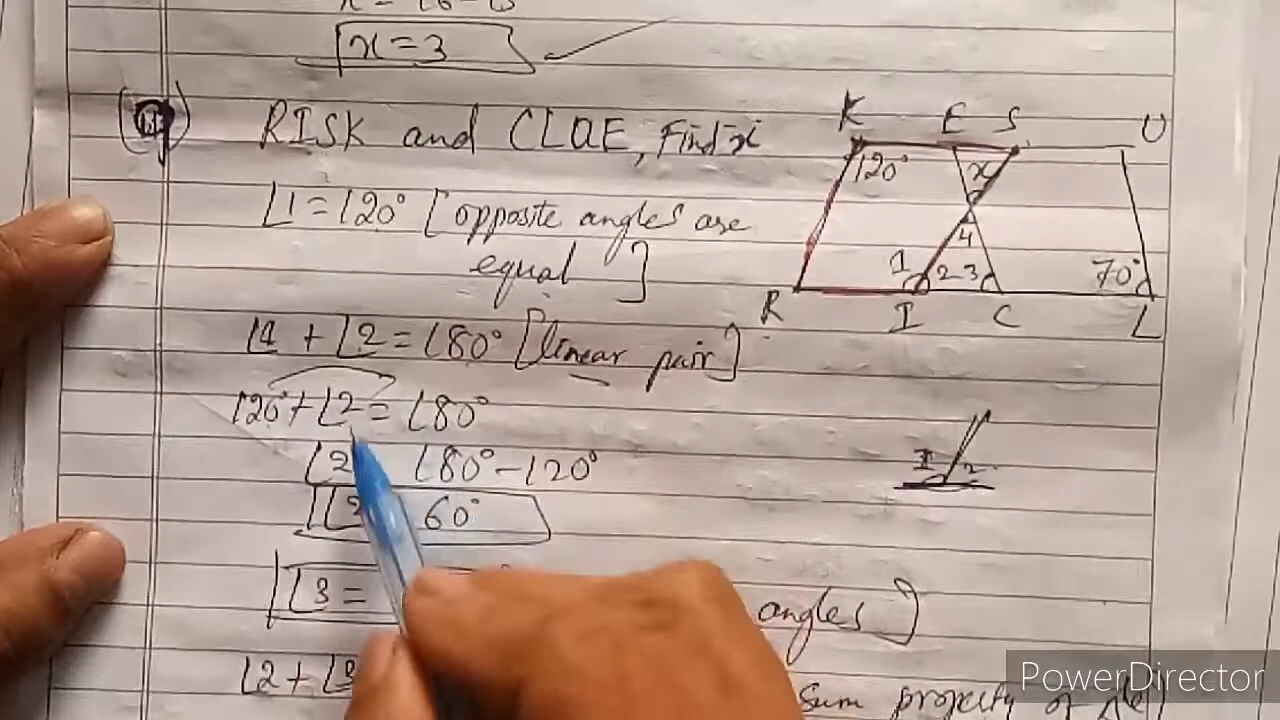 x = 3
RISK and CLUE, Find x
∠1 = 120° [opposite angles are
equal]
∠1 + ∠2 = 180° [linear pair]
120° + ∠2 = 180°
∠2 180° - 120°
∠2 60°
∠3 =
angles]
∠2 + ∠3
sum property of
K E S U
120° x
4
1 2 3 70°
R I C L
1 2
PowerDirector